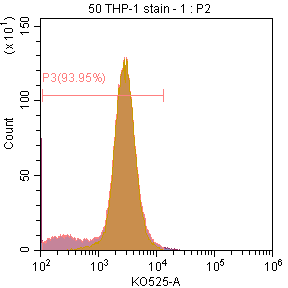 50 THP-1 stain - 1 : P2
(x 10¹)
150
100
50
0
Count
P3(93.95%)
10² 10³ 10⁴ 10⁵ 10⁶
KO525-A